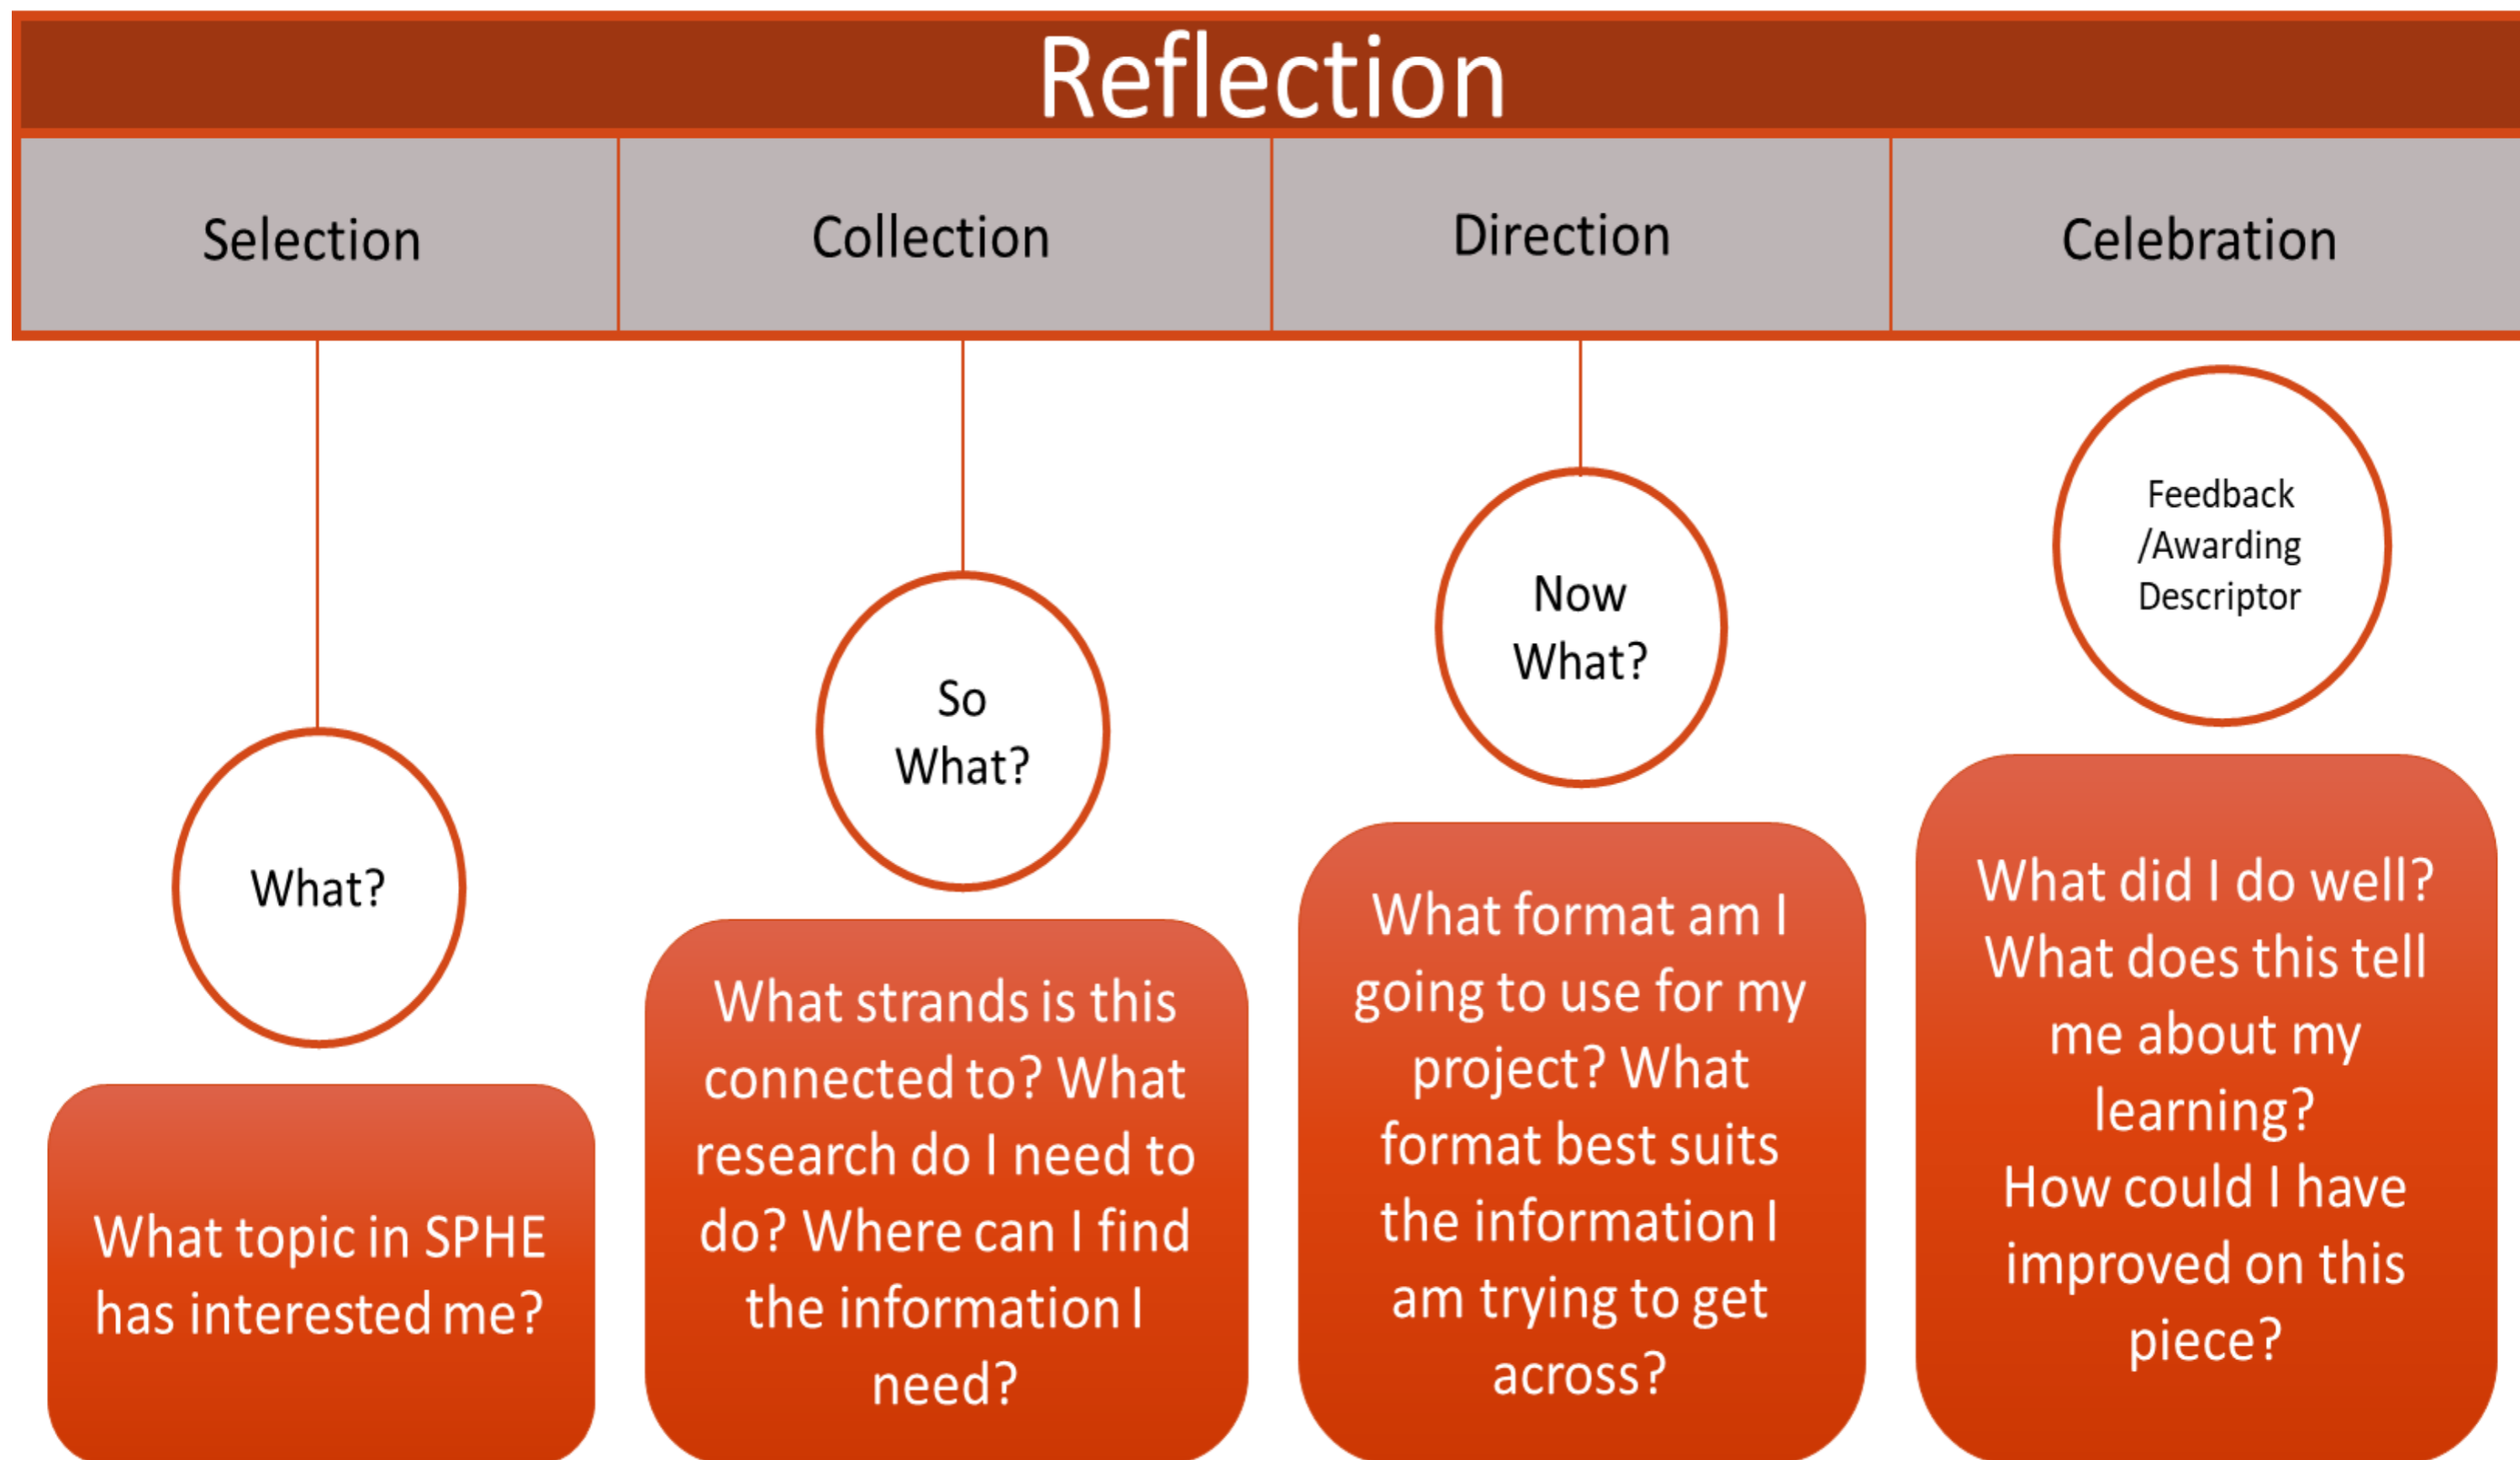 Reflection
Selection
Collection
Direction
Celebration
What?
What topic in SPHE
has interested me?
So
What?
What strands is this
connected to? What
research do I need to
do? Where can I find
the information I
need?
Now
What?
What format am I
going to use for my
project? What
format best suits
the information I
am trying to get
across?
Feedback
/Awarding
Descriptor
What did I do well?
What does this tell
me about my
learning?
How could I have
improved on this
piece?